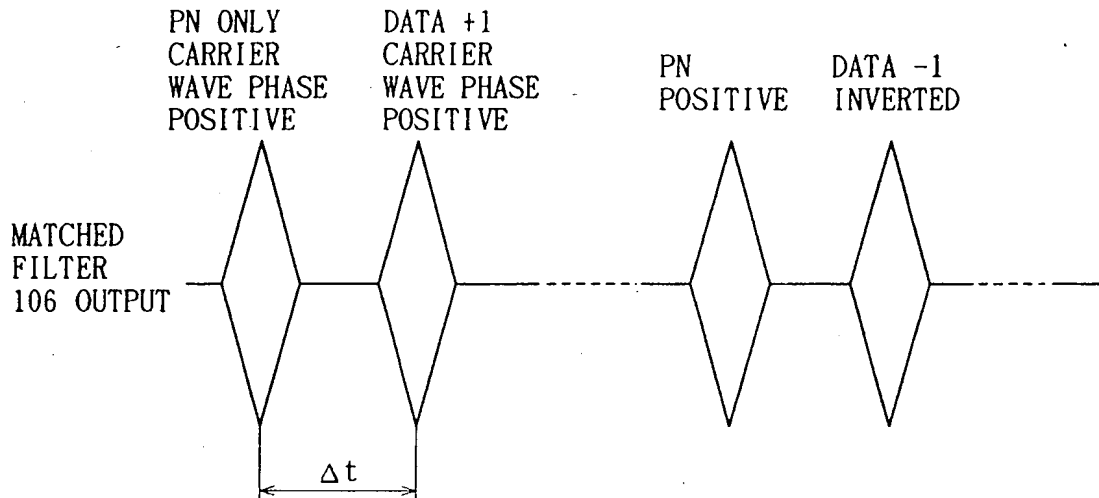 PN ONLY
CARRIER
WAVE PHASE
POSITIVE
DATA +1
CARRIER
WAVE PHASE
POSITIVE
PN
POSITIVE
DATA -1
INVERTED
MATCHED
FILTER
106 OUTPUT
Δt